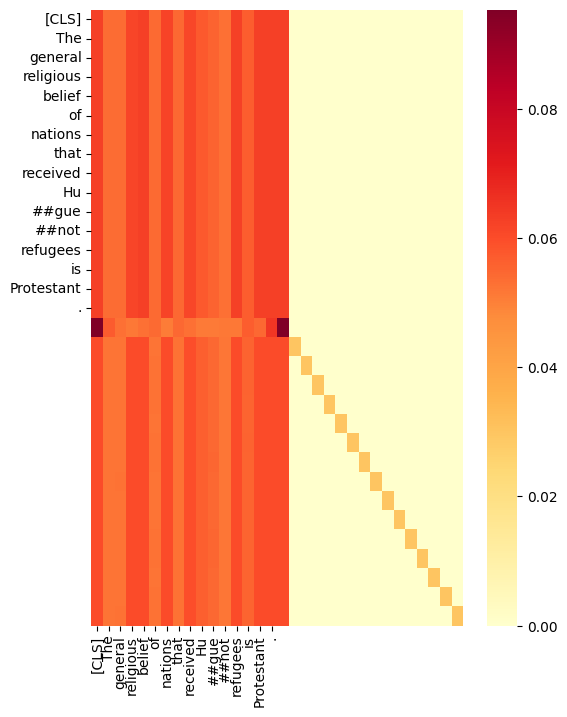 [CLS]
The
general
religious
belief
of
nations
that
received
Hu
##gue
##not
refugees
is
Protestant
.
0.08
0.06
0.04
0.02
0.00
[CLS]
The
general
religious
belief
of
nations
that
received
Hu
##gue
##not
refugees
is
Protestant
.